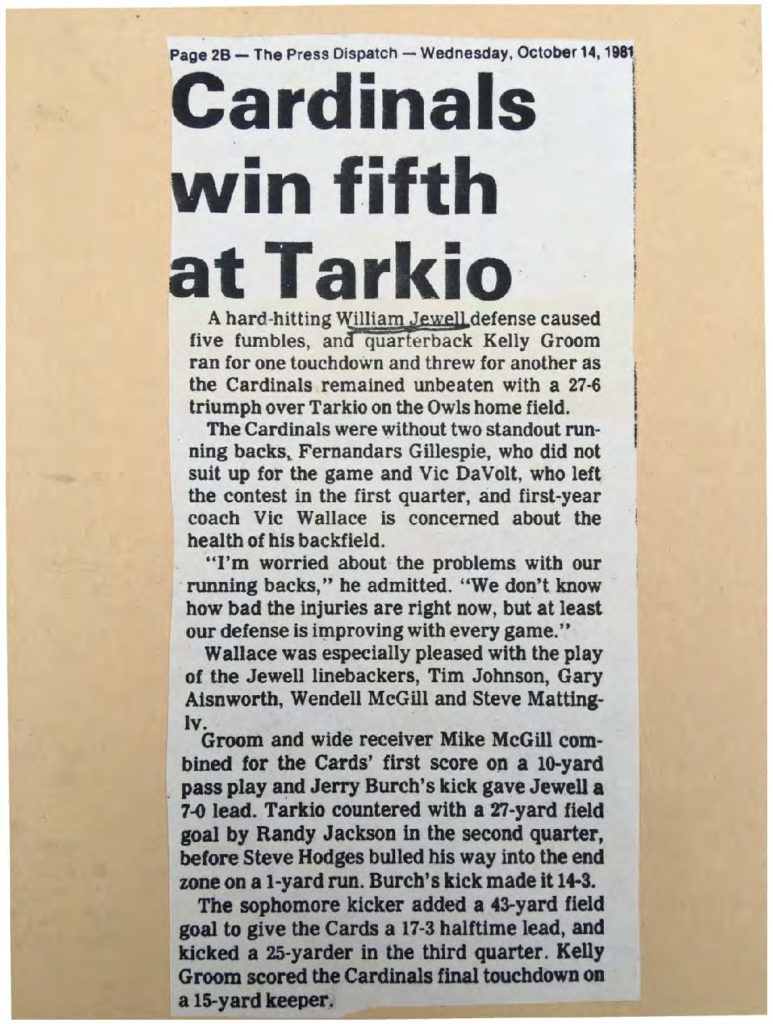 Page 2B — The Press Dispatch — Wednesday, October 14, 1981
Cardinals
win fifth
at Tarkio
A hard-hitting William Jewell defense caused
five fumbles, and quarterback Kelly Groom
ran for one touchdown and threw for another as
the Cardinals remained unbeaten with a 27-6
triumph over Tarkio on the Owls home field.
The Cardinals were without two standout run-
ning backs, Fernandars Gillespie, who did not
suit up for the game and Vic DaVolt, who left
the contest in the first quarter, and first-year
coach Vic Wallace is concerned about the
health of his backfield.
"I'm worried about the problems with our
running backs," he admitted. "We don't know
how bad the injuries are right now, but at least
our defense is improving with every game."
Wallace was especially pleased with the play
of the Jewell linebackers, Tim Johnson, Gary
Aisnworth, Wendell McGill and Steve Matting-
ly.
Groom and wide receiver Mike McGill com-
bined for the Cards' first score on a 10-yard
pass play and Jerry Burch's kick gave Jewell a
7-0 lead. Tarkio countered with a 27-yard field
goal by Randy Jackson in the second quarter,
before Steve Hodges bulled his way into the end
zone on a 1-yard run. Burch's kick made it 14-3.
The sophomore kicker added a 43-yard field
goal to give the Cards a 17-3 halftime lead, and
kicked a 25-yarder in the third quarter. Kelly
Groom scored the Cardinals final touchdown on
a 15-yard keeper.